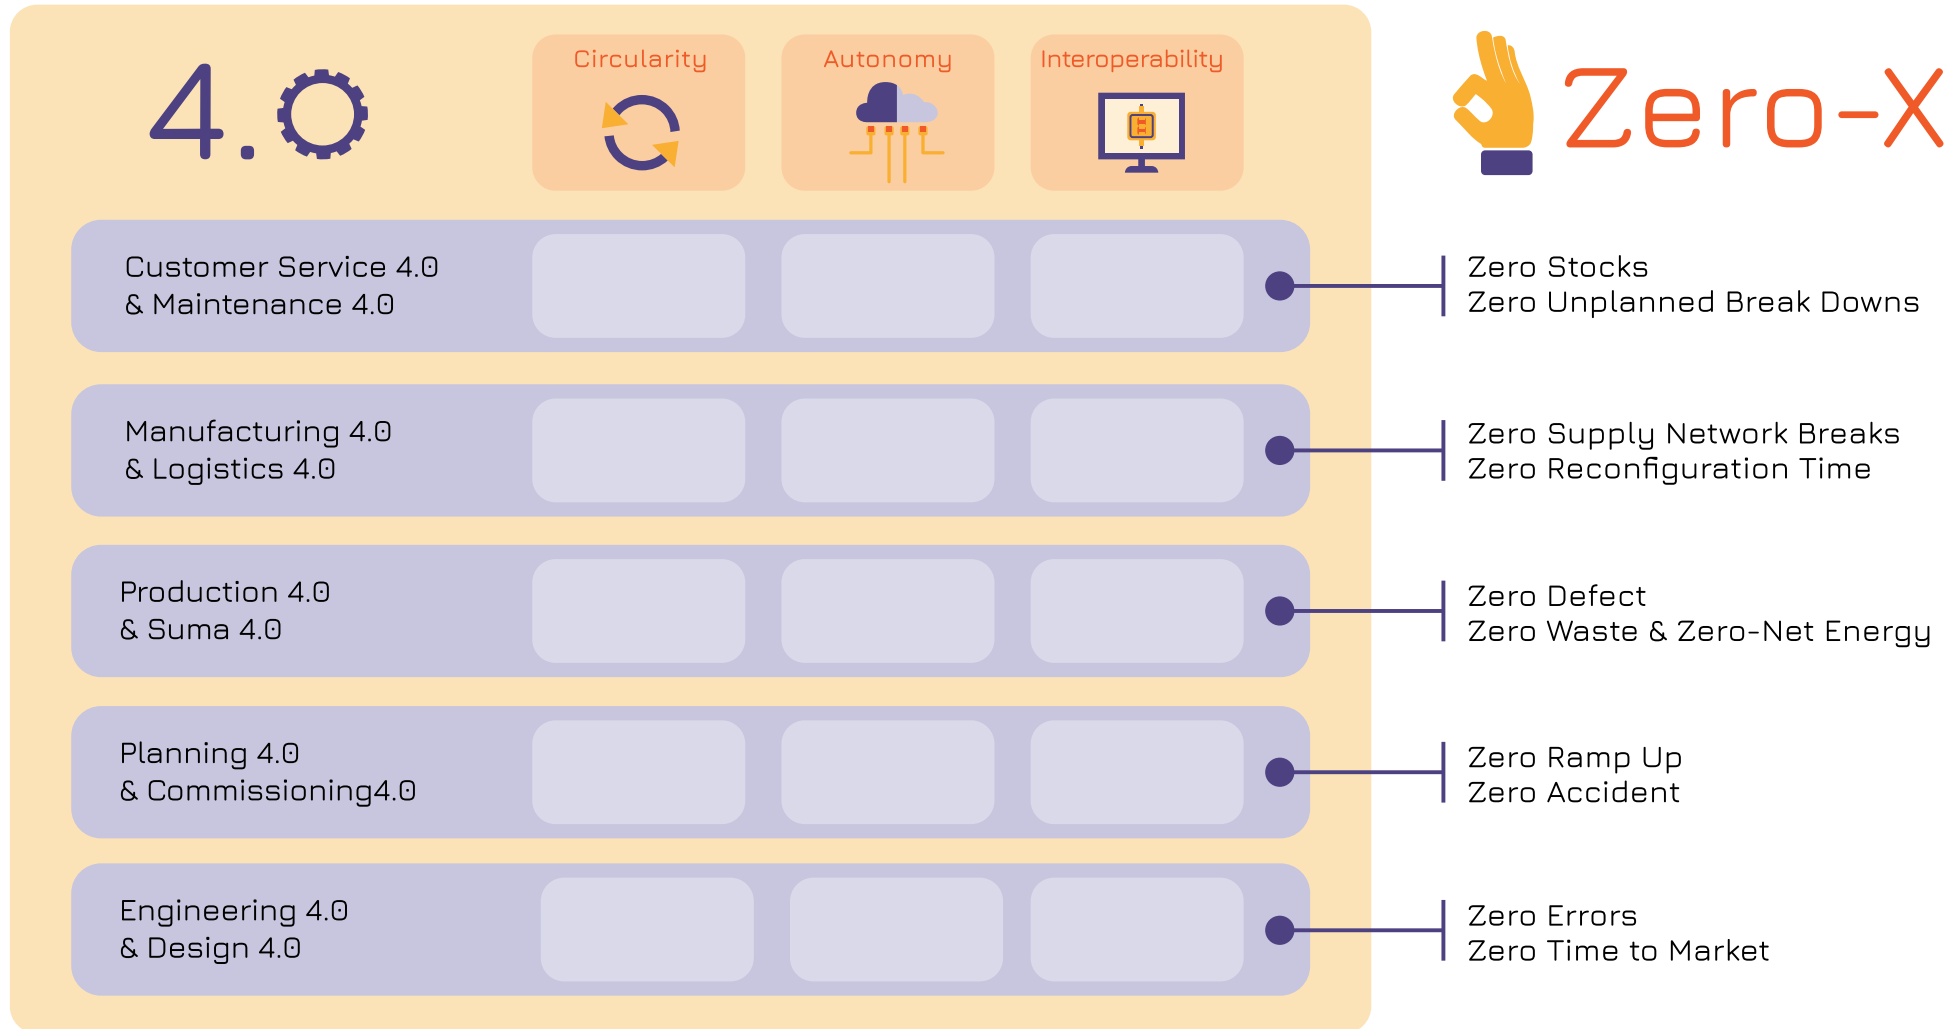 4.0
Circularity
Autonomy
Interoperability
Zero-X
Customer Service 4.0
& Maintenance 4.0
Zero Stocks
Zero Unplanned Break Downs
Manufacturing 4.0
& Logistics 4.0
Zero Supply Network Breaks
Zero Reconfiguration Time
Production 4.0
& Suma 4.0
Zero Defect
Zero Waste & Zero-Net Energy
Planning 4.0
& Commissioning4.0
Zero Ramp Up
Zero Accident
Engineering 4.0
& Design 4.0
Zero Errors
Zero Time to Market